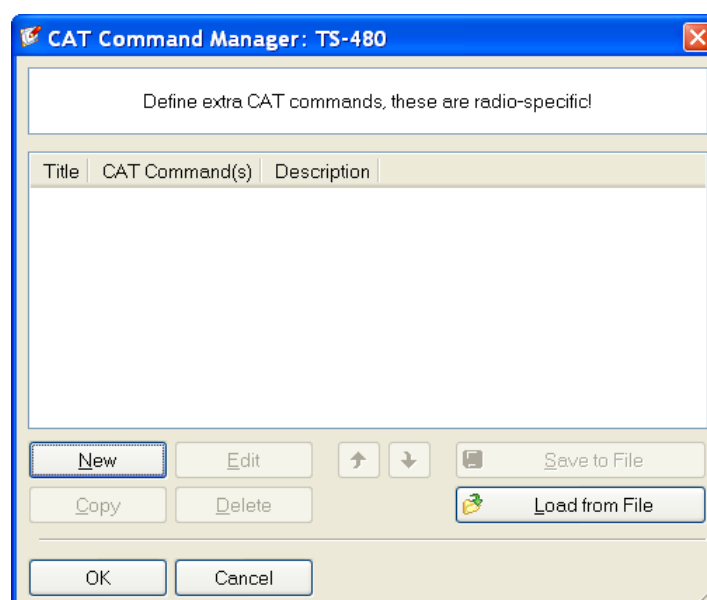 CAT Command Manager: TS-480
Define extra CAT commands, these are radio-specific!
Title CAT Command(s) Description
New Edit Save to File
Copy Delete Load from File
OK Cancel